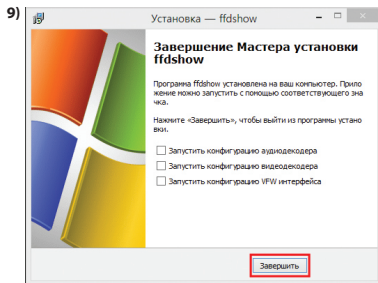 9)
Установка — ffdshow
Завершение Мастера установки
ffdshow
Программа ffdshow установлена на ваш компьютер. Прило
жение можно запустить с помощью соответствующего зна
чка.
Нажмите «Завершить», чтобы выйти из программы устано
вки.
Запустить конфигурацию аудиодекодера
Запустить конфигурацию видеодекодера
Запустить конфигурацию VFW интерфейса
Завершить